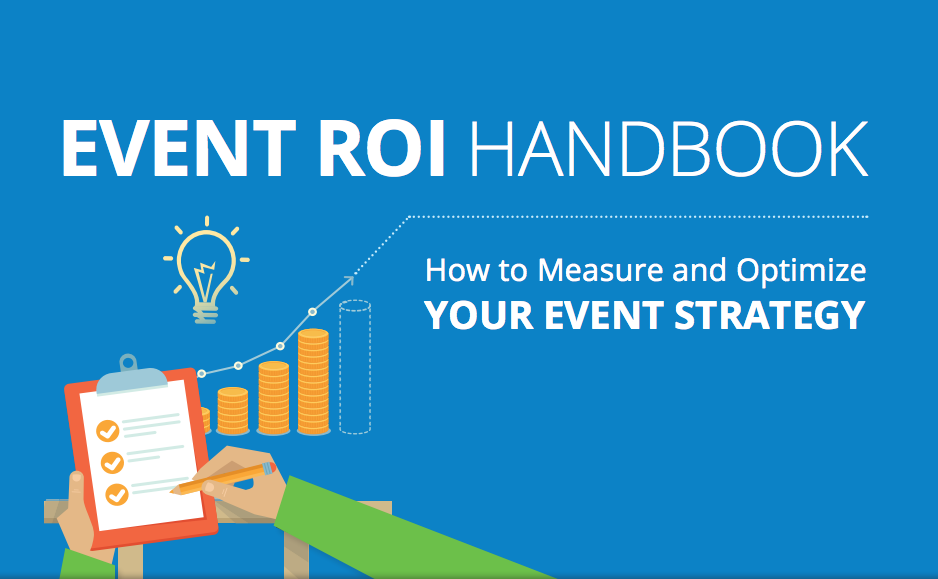 EVENT ROI HANDBOOK
How to Measure and Optimize
YOUR EVENT STRATEGY